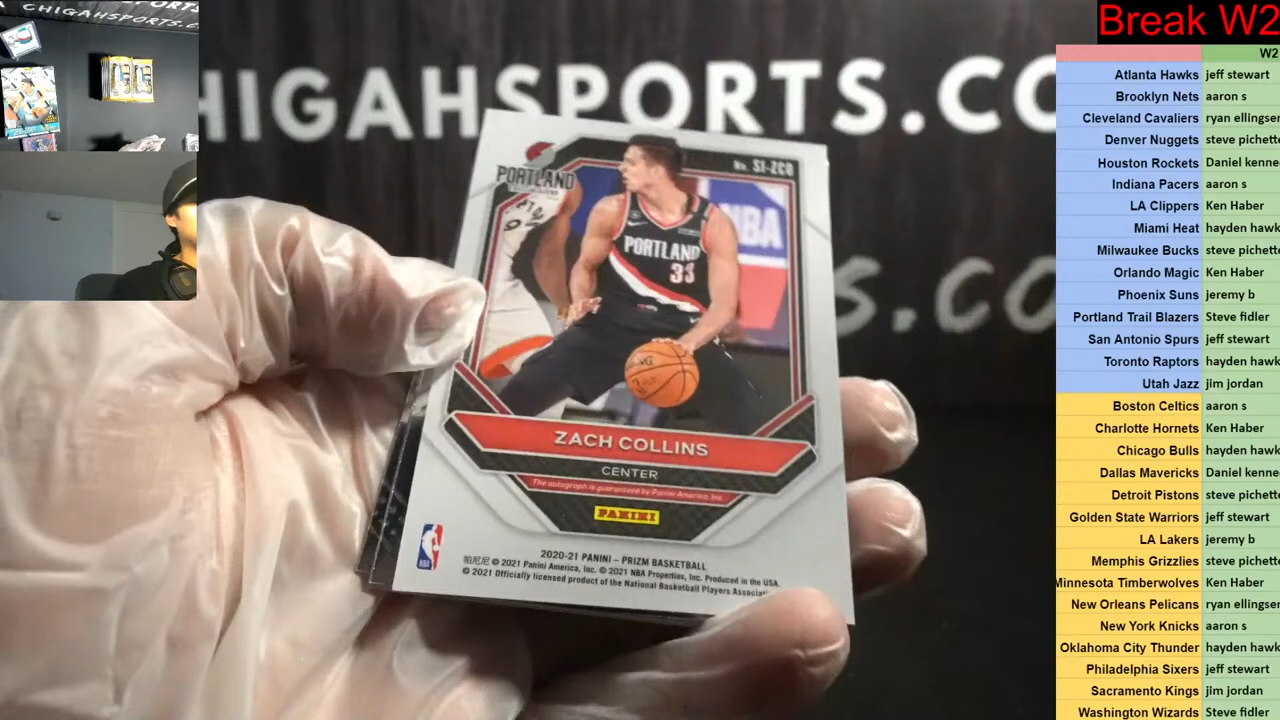 CHIGAHSPORTS.CO
Break W2
HIGAHSPORTS.CO
s.co
W2
Atlanta Hawks jeff stewart
Brooklyn Nets aaron s
Cleveland Cavaliers ryan ellingser
Denver Nuggets steve pichett
Houston Rockets Daniel kenne
Indiana Pacers aaron s
LA Clippers Ken Haber
Miami Heat hayden hawk
Milwaukee Bucks steve pichett
Orlando Magic Ken Haber
Phoenix Suns jeremy b
Portland Trail Blazers Steve fidler
San Antonio Spurs jeff stewart
Toronto Raptors hayden hawk
Utah Jazz jim jordan
Boston Celtics aaron s
Charlotte Hornets Ken Haber
Chicago Bulls hayden hawk
Dallas Mavericks Daniel kenne
Detroit Pistons steve pichett
Golden State Warriors jeff stewart
LA Lakers jeremy b
Memphis Grizzlies steve pichett
Minnesota Timberwolves Ken Haber
New Orleans Pelicans ryan ellingse
New York Knicks aaron s
Oklahoma City Thunder hayden hawk
Philadelphia Sixers jeff stewart
Sacramento Kings jim jordan
Washington Wizards Steve fidler
No. SI-ZCO
PORTLAND
NBA
PORTLAND
33
ZACH COLLINS
CENTER
The autograph is guaranteed by Panini America, Inc.
PANINI
NBA
2020-21 PANINI – PRIZM BASKETBALL
帕尼尼 © 2021 Panini America, Inc. © 2021 NBA Properties, Inc. Produced in the USA.
© 2021 Officially licensed product of the National Basketball Players Associat